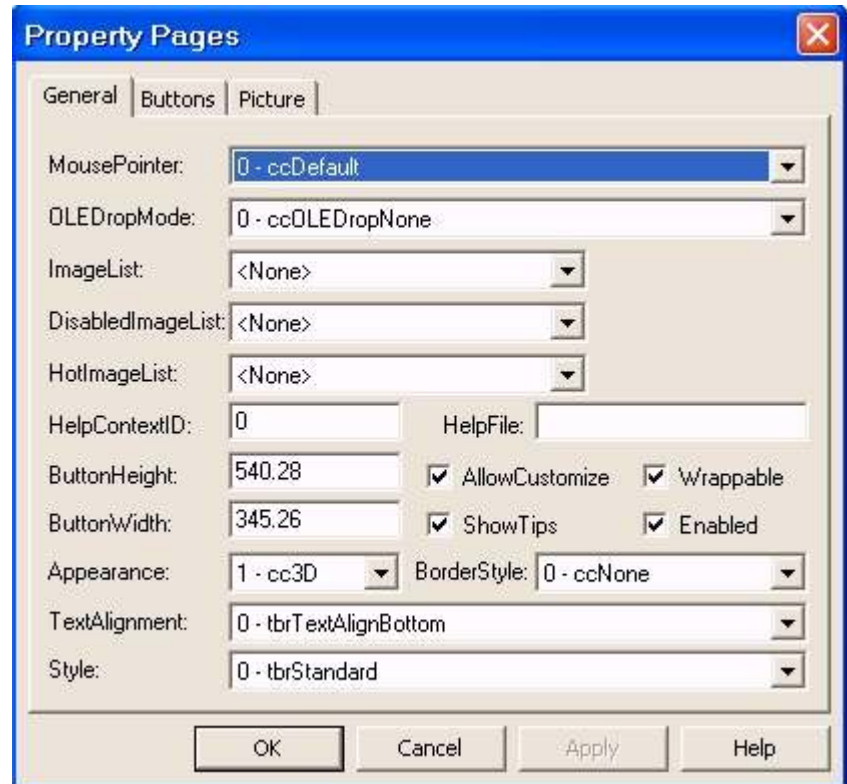 Property Pages
General Buttons Picture
MousePointer: 0 - ccDefault
OLEDropMode: 0 - ccOLEDropNone
ImageList: <None>
DisabledImageList: <None>
HotImageList: <None>
HelpContextID: 0 HelpFile:
ButtonHeight: 540.28 AllowCustomize Wrappable
ButtonWidth: 345.26 ShowTips Enabled
Appearance: 1 - cc3D BorderStyle: 0 - ccNone
TextAlignment: 0 - tbrTextAlignBottom
Style: 0 - tbrStandard
OK Cancel Apply Help